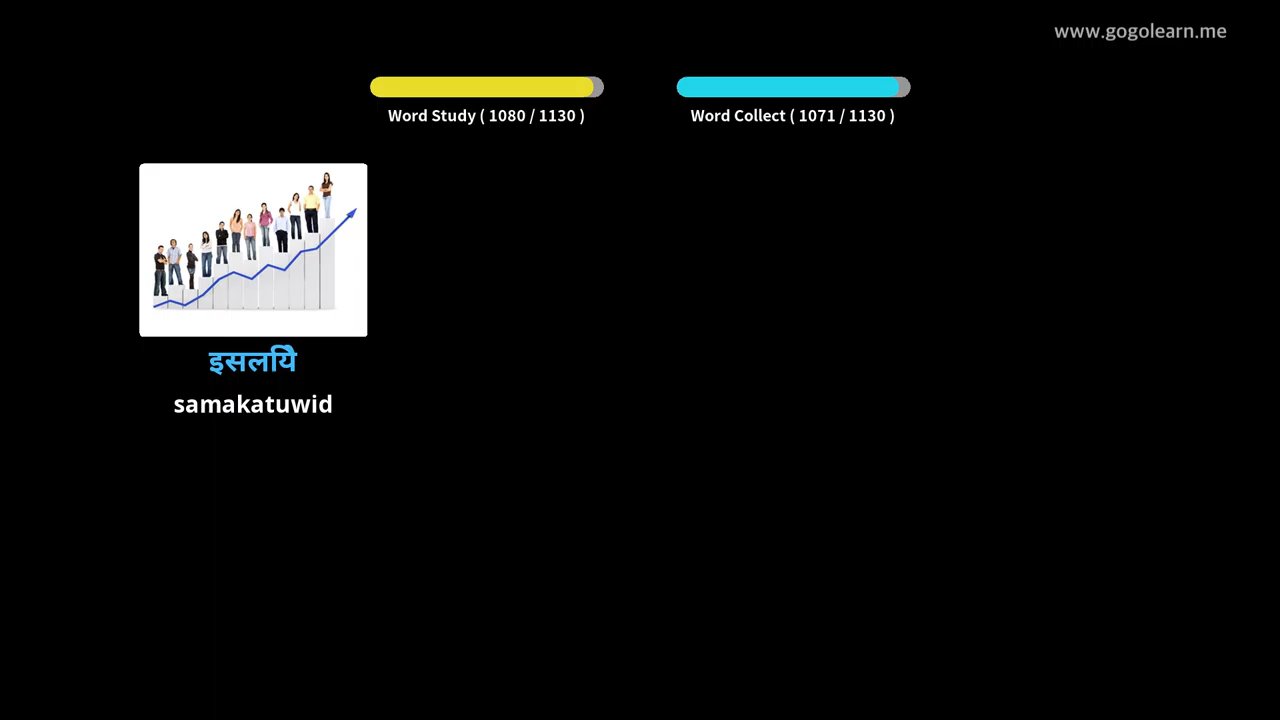 www.gogolearn.me
Word Study ( 1080 / 1130 )
Word Collect ( 1071 / 1130 )
इसलिये
samakatuwid